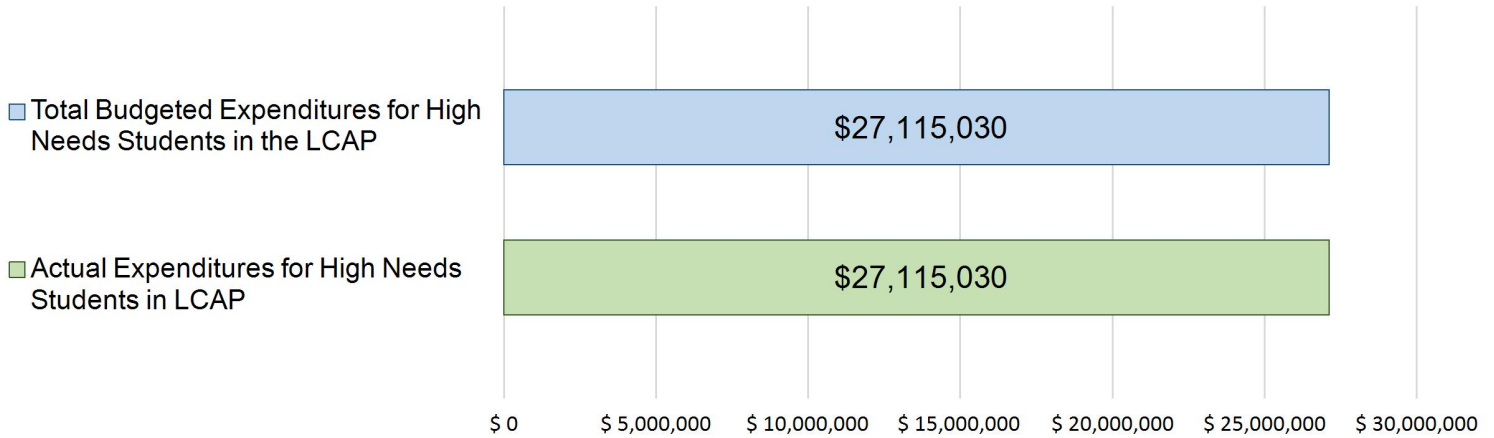 Total Budgeted Expenditures for High
Needs Students in the LCAP
$27,115,030
Actual Expenditures for High Needs
Students in LCAP
$27,115,030
$ 0 $ 5,000,000 $ 10,000,000 $ 15,000,000 $ 20,000,000 $ 25,000,000 $ 30,000,000